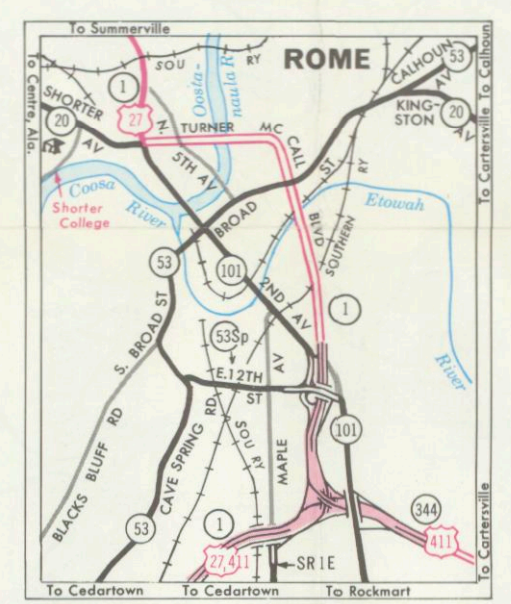 To Summerville
ROME
SOU RY
To Centre, Ala.
1
27
Oosta-
naula R
CALHOUN AV
53
To Calhoun
KING-
STON AV
20
To Cartersville
SHORTER AV
20
N. 5TH AV
TURNER MC CALL BLVD
Coosa River
Shorter College
BROAD ST
SOUTHERN RY
Etowah River
53
101
2ND AV
1
S. BROAD ST
53Sp
E.12TH ST
MAPLE AV
SOU RY
101
BLACKS BLUFF RD
CAVE SPRING RD
53
1
27,411
344
411
SR1E
To Cartersville
To Cedartown
To Cedartown
To Rockmart